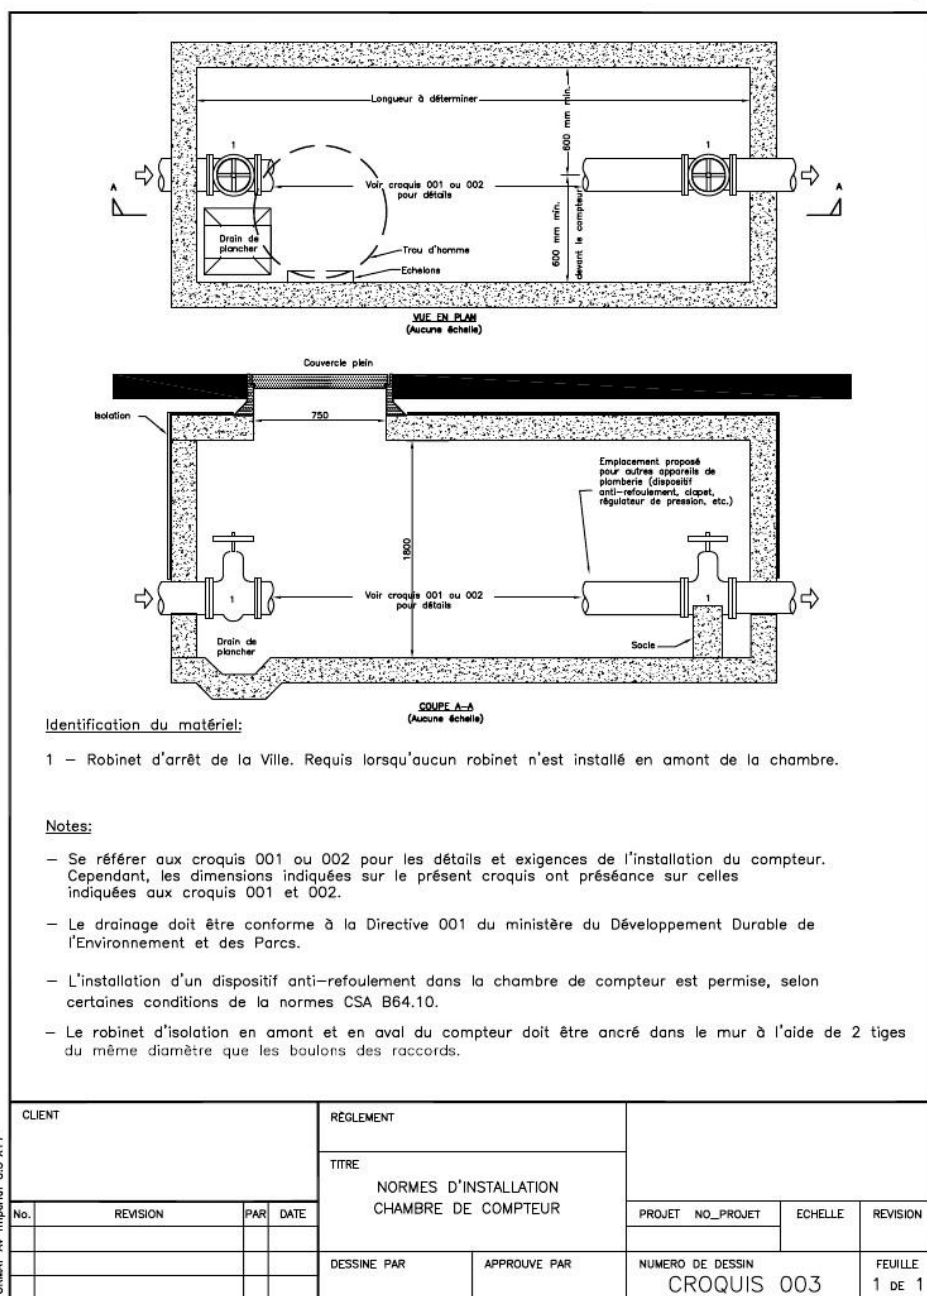 Longueur à déterminer
600 mm min.
1
1
A
A
Voir croquis 001 ou 002
pour détails
600 mm min.
devant le compteur
Drain de
plancher
Trou d'homme
Echelons
VUE EN PLAN
(Aucune échelle)
Couvercle plein
Isolation
750
Emplacement proposé
pour autres appareils de
plomberie (dispositif
anti-refoulement, clapet,
régulateur de pression, etc.)
1800
1
Voir croquis 001 ou 002
pour détails
1
Drain de
plancher
Socle
COUPE A-A
(Aucune échelle)
Identification du matériel:
1 – Robinet d'arrêt de la Ville. Requis lorsqu'aucun robinet n'est installé en amont de la chambre.
Notes:
– Se référer aux croquis 001 ou 002 pour les détails et exigences de l'installation du compteur.
Cependant, les dimensions indiquées sur le présent croquis ont préséance sur celles
indiquées aux croquis 001 et 002.
– Le drainage doit être conforme à la Directive 001 du ministère du Développement Durable de
l'Environnement et des Parcs.
– L'installation d'un dispositif anti-refoulement dans la chambre de compteur est permise, selon
certaines conditions de la normes CSA B64.10.
– Le robinet d'isolation en amont et en aval du compteur doit être ancré dans le mur à l'aide de 2 tiges
du même diamètre que les boulons des raccords.
CLIENT
RÈGLEMENT
TITRE
NORMES D'INSTALLATION
CHAMBRE DE COMPTEUR
No. REVISION PAR DATE
PROJET NO_PROJET ECHELLE REVISION
DESSINE PAR APPROUVE PAR
NUMERO DE DESSIN FEUILLE
CROQUIS 003 1 DE 1